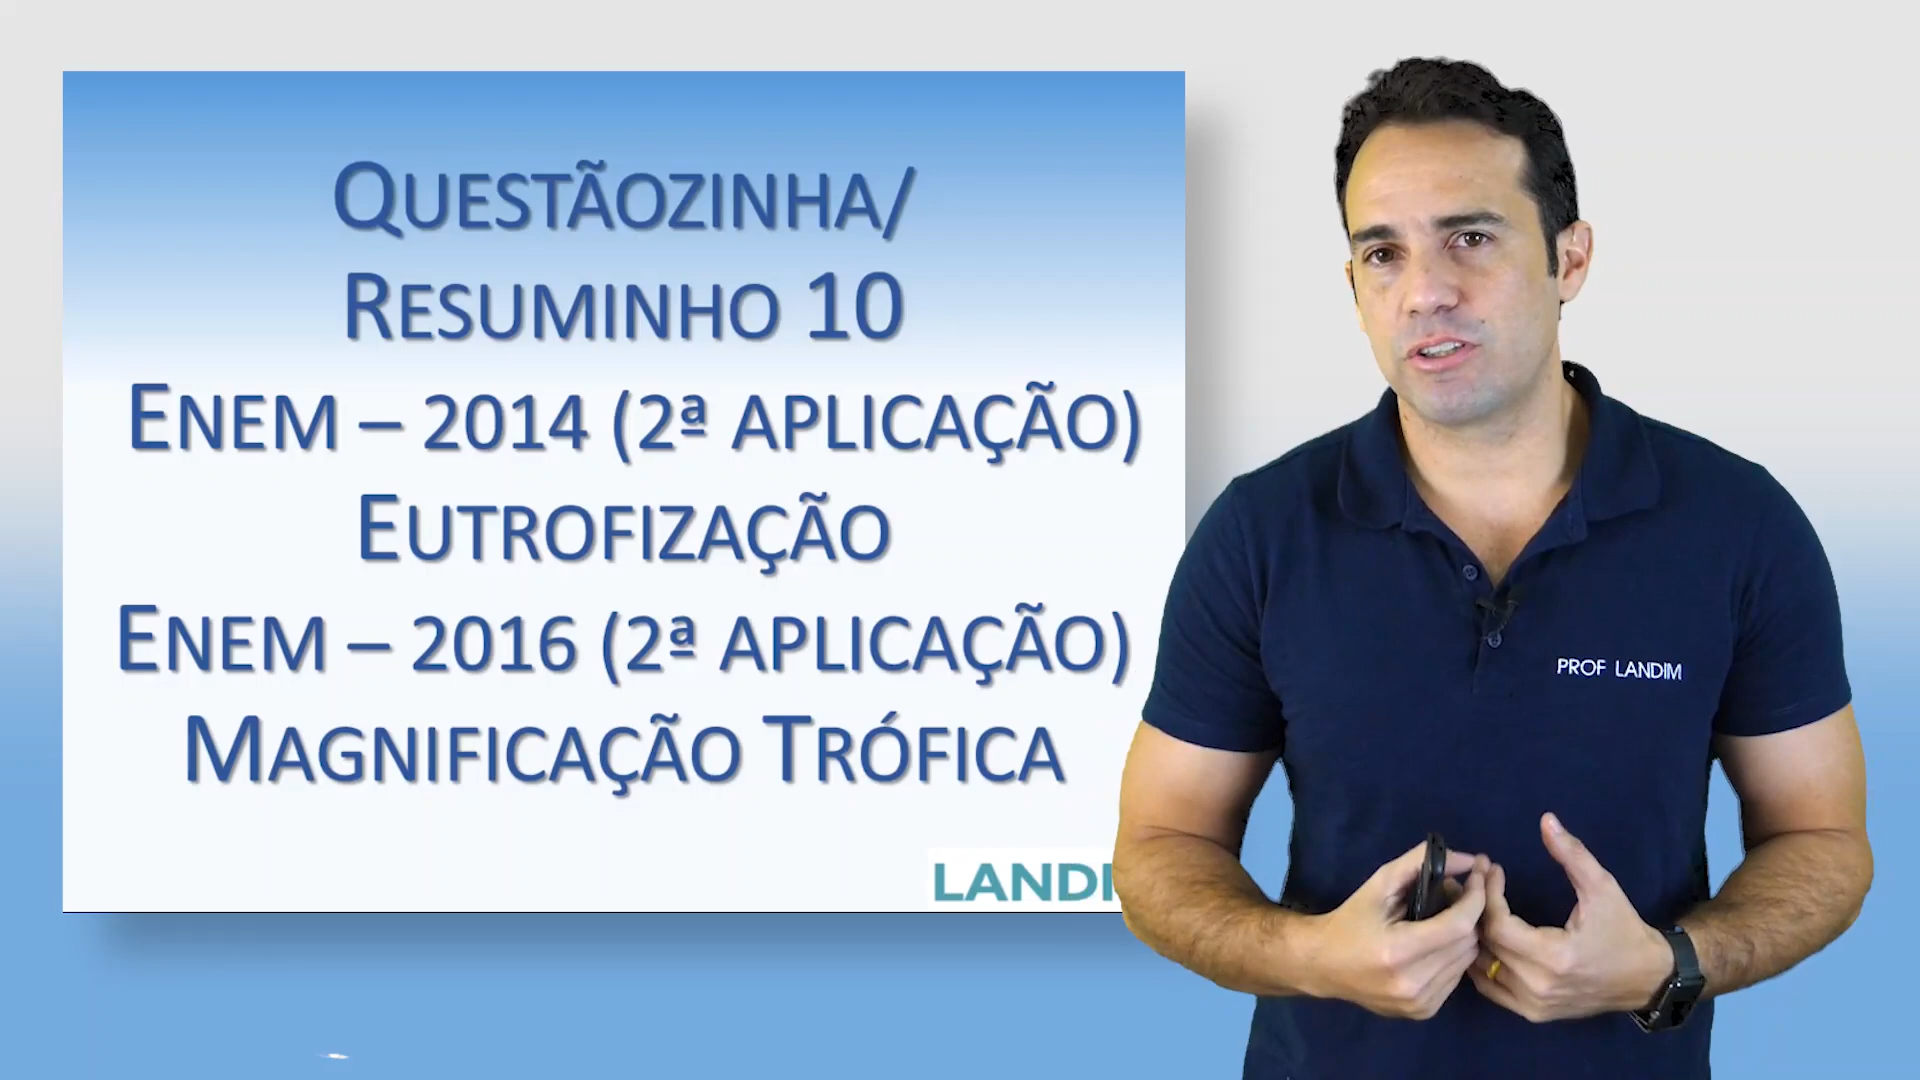 QUESTÃOZINHA/
RESUMINHO 10
ENEM – 2014 (2ª APLICAÇÃO)
EUTROFIZAÇÃO
ENEM – 2016 (2ª APLICAÇÃO)
MAGNIFICAÇÃO TRÓFICA
LANDI
PROF LANDIM